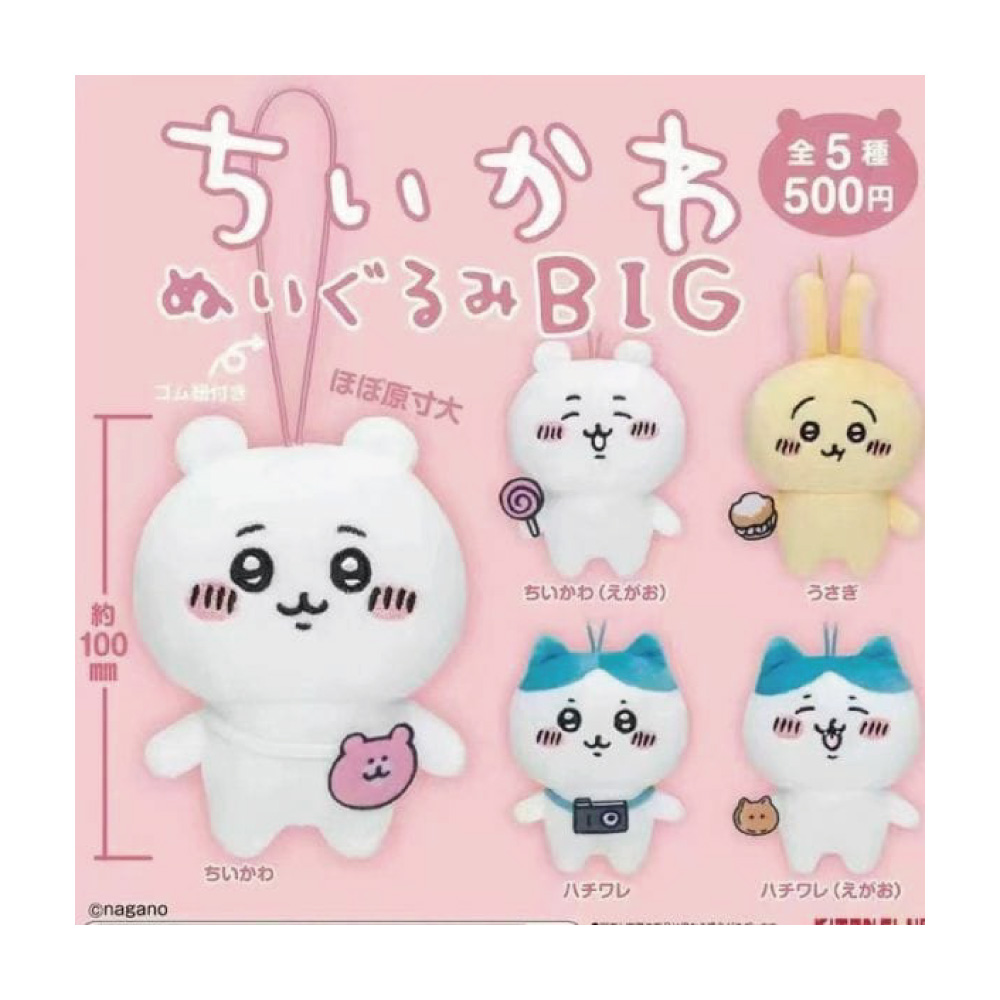 ちいかわ
ぬいぐるみBIG
全5種
500円
ゴム紐付き
ほぼ原寸大
約
100
mm
ちいかわ
ちいかわ(えがお)
うさぎ
ハチワレ
ハチワレ(えがお)
©nagano